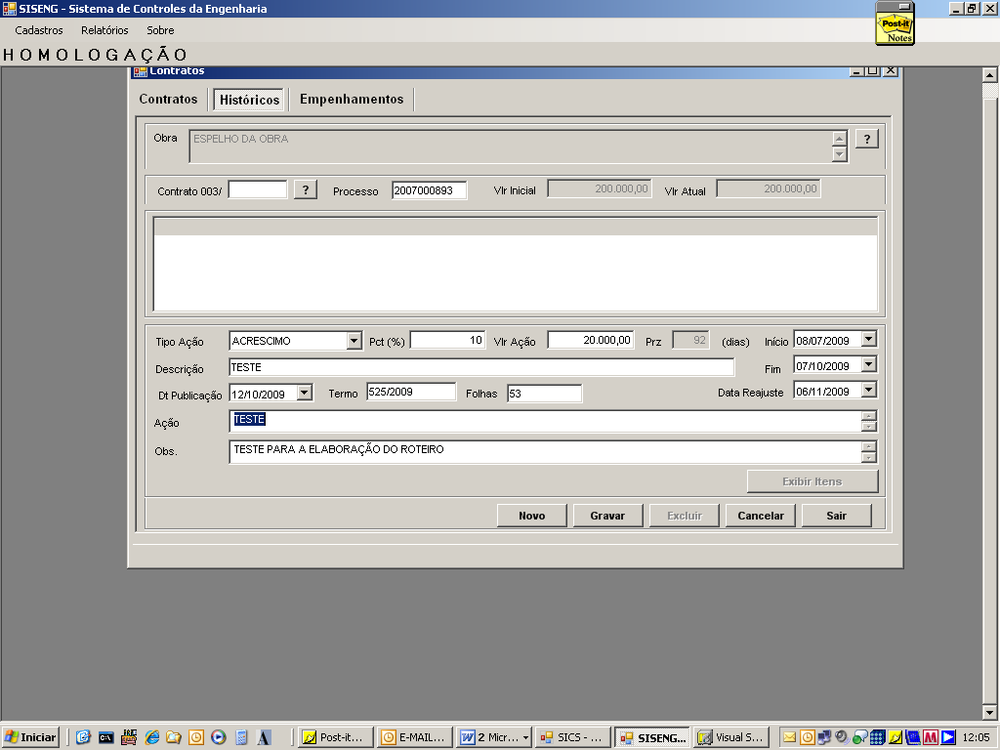 SISENG - Sistema de Controles da Engenharia
Post-it
Notes
Cadastros Relatórios Sobre
HOMOLOGAÇÃO
Contratos
Contratos Históricos Empenhamentos
Obra ESPELHO DA OBRA ?
Contrato 003/ ? Processo 2007000893 Vlr Inicial 200.000,00 Vlr Atual 200.000,00
Tipo Ação ACRESCIMO Pct (%) 10 Vlr Ação 20.000,00 Prz 92 (dias) Início 08/07/2009
Descrição TESTE Fim 07/10/2009
Dt Publicação 12/10/2009 Termo 525/2009 Folhas 53 Data Reajuste 06/11/2009
Ação TESTE
Obs. TESTE PARA A ELABORAÇÃO DO ROTEIRO
Exibir Itens
Novo Gravar Excluir Cancelar Sair
Iniciar Post-it... E-MAIL... 2 Micr... SICS - ... SISENG... Visual S... 12:05